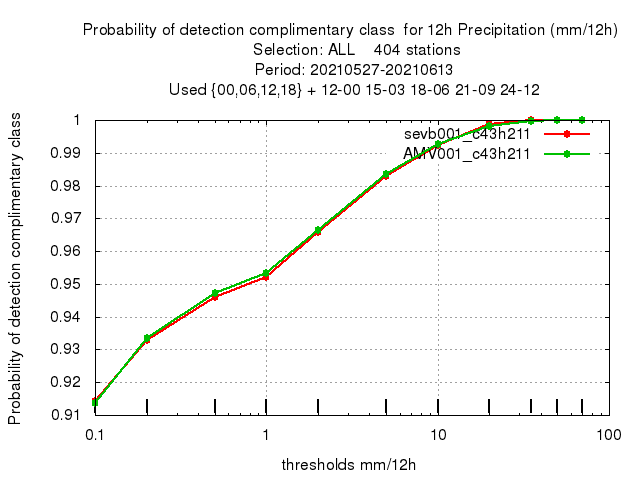 Probability of detection complimentary class  for 12h Precipitation (mm/12h)
Selection: ALL    404 stations
Period: 20210527-20210613
Used {00,06,12,18} + 12-00 15-03 18-06 21-09 24-12
Probability of detection complimentary class
1
0.99
0.98
0.97
0.96
0.95
0.94
0.93
0.92
0.91
sevb001_c43h211
AMV001_c43h211
0.1 1 10 100
thresholds mm/12h